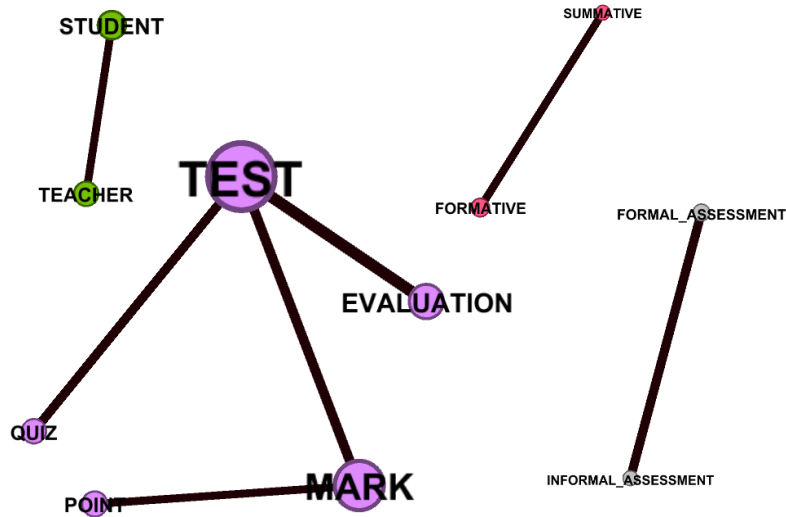 SUMMATIVE
STUDENT
TEST
TEACHER
FORMATIVE
FORMAL_ASSESSMENT
EVALUATION
QUIZ
INFORMAL_ASSESSMENT
MARK
POINT